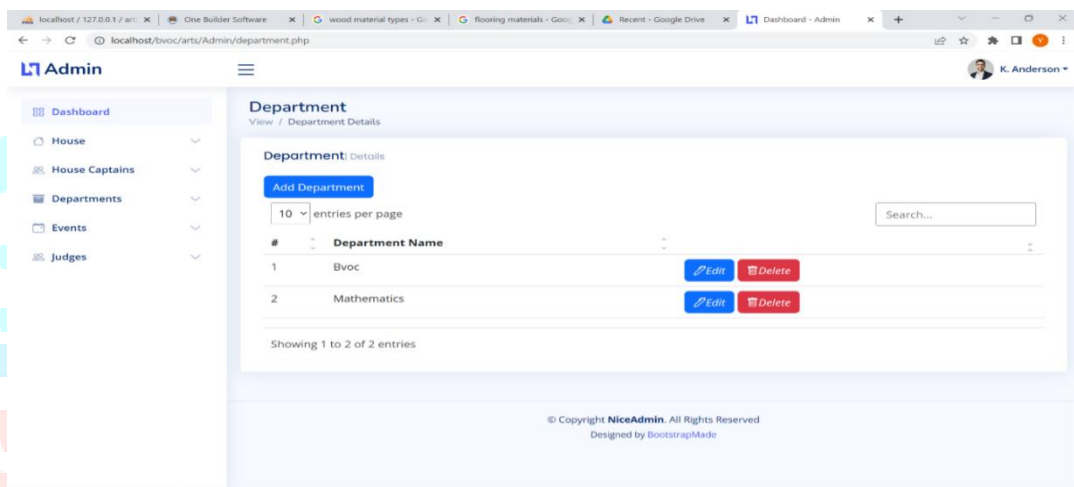 localhost / 127.0.0.1 / art
One Builder Software
wood material types - Go
flooring materials - Goog
Recent - Google Drive
Dashboard - Admin
localhost/bvoc/arts/Admin/department.php
Y
Admin
K. Anderson
Dashboard
House
House Captains
Departments
Events
Judges
Department
View / Department Details
Department| Details
Add Department
10 entries per page
Search...
# Department Name
1 Bvoc Edit Delete
2 Mathematics Edit Delete
Showing 1 to 2 of 2 entries
© Copyright NiceAdmin. All Rights Reserved
Designed by BootstrapMade